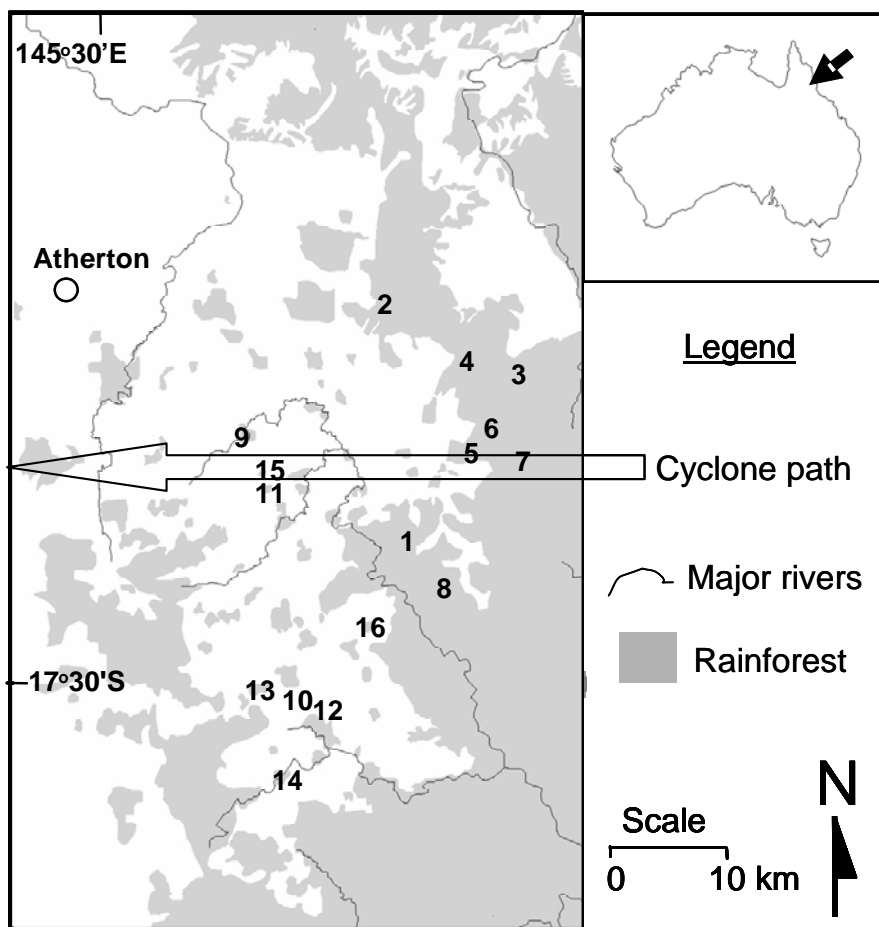 145°30'E
Atherton
2
4
3
6
9
5
7
15
11
1
8
16
17°30'S
13
10
12
14
Legend
Cyclone path
Major rivers
Rainforest
N
Scale
0 10 km